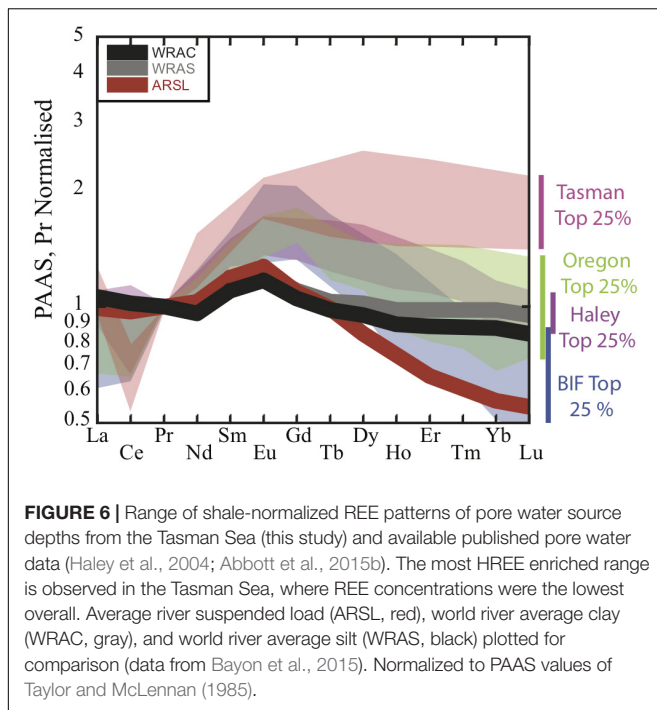 5
4
3
2
1
0.9
0.8
0.7
0.6
0.5
PAAS, Pr Normalised
WRAC
WRAS
ARSL
Tasman
Top 25%
Oregon
Top 25%
Haley
Top 25%
BIF Top
25 %
La Pr Sm Gd Dy Er Yb
Ce Nd Eu Tb Ho Tm Lu
FIGURE 6 | Range of shale-normalized REE patterns of pore water source
depths from the Tasman Sea (this study) and available published pore water
data (Haley et al., 2004; Abbott et al., 2015b). The most HREE enriched range
is observed in the Tasman Sea, where REE concentrations were the lowest
overall. Average river suspended load (ARSL, red), world river average clay
(WRAC, gray), and world river average silt (WRAS, black) plotted for
comparison (data from Bayon et al., 2015). Normalized to PAAS values of
Taylor and McLennan (1985).